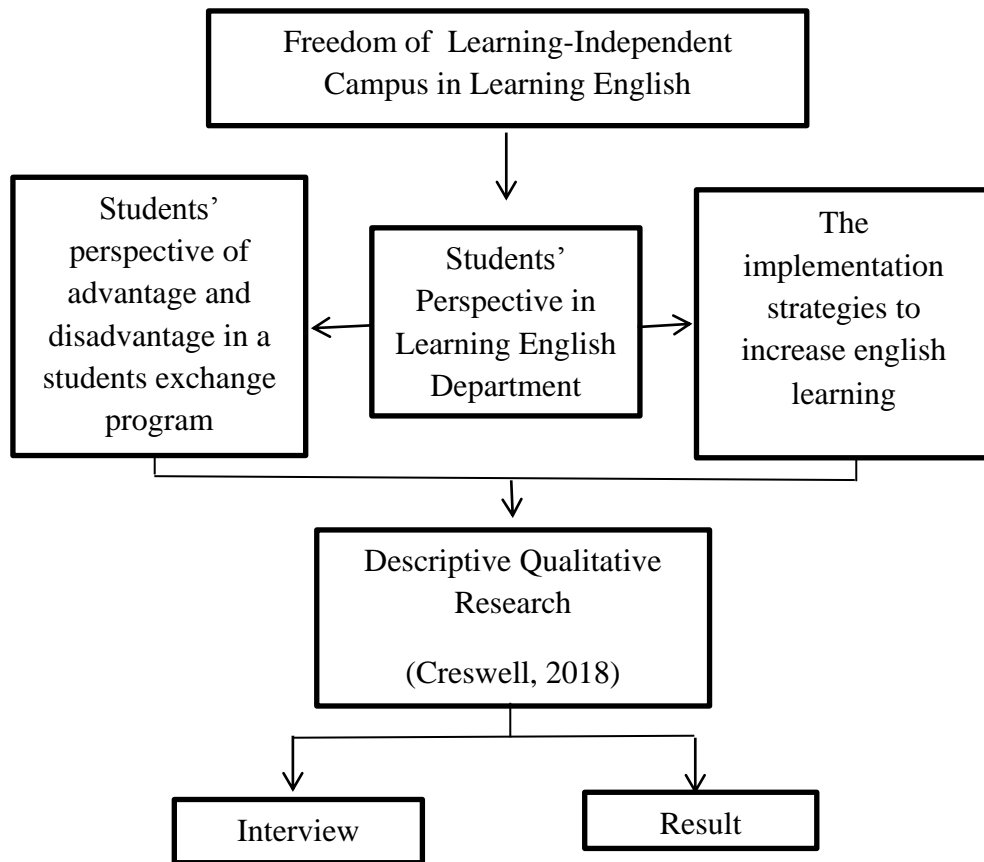 Freedom of Learning-Independent
Campus in Learning English
Students’
perspective of
advantage and
disadvantage in a
students exchange
program
Students’
Perspective in
Learning English
Department
The
implementation
strategies to
increase english
learning
Descriptive Qualitative
Research
(Creswell, 2018)
Interview
Result